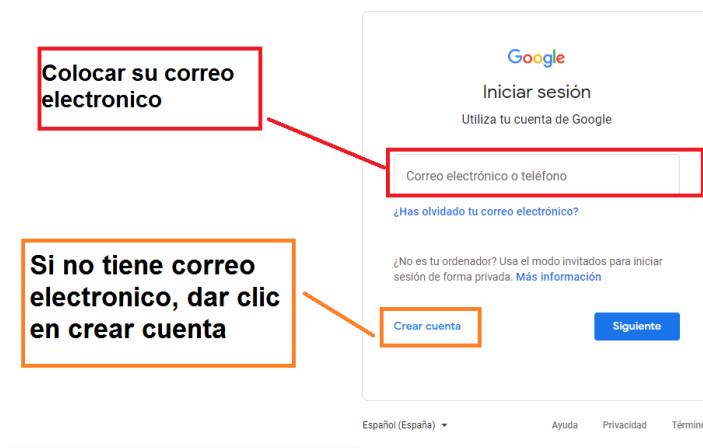 Colocar su correo
electronico
Google
Iniciar sesión
Utiliza tu cuenta de Google
Correo electrónico o teléfono
¿Has olvidado tu correo electrónico?
Si no tiene correo
electronico, dar clic
en crear cuenta
¿No es tu ordenador? Usa el modo invitados para iniciar
sesión de forma privada. Más información
Crear cuenta
Siguiente
Español (España)
Ayuda Privacidad